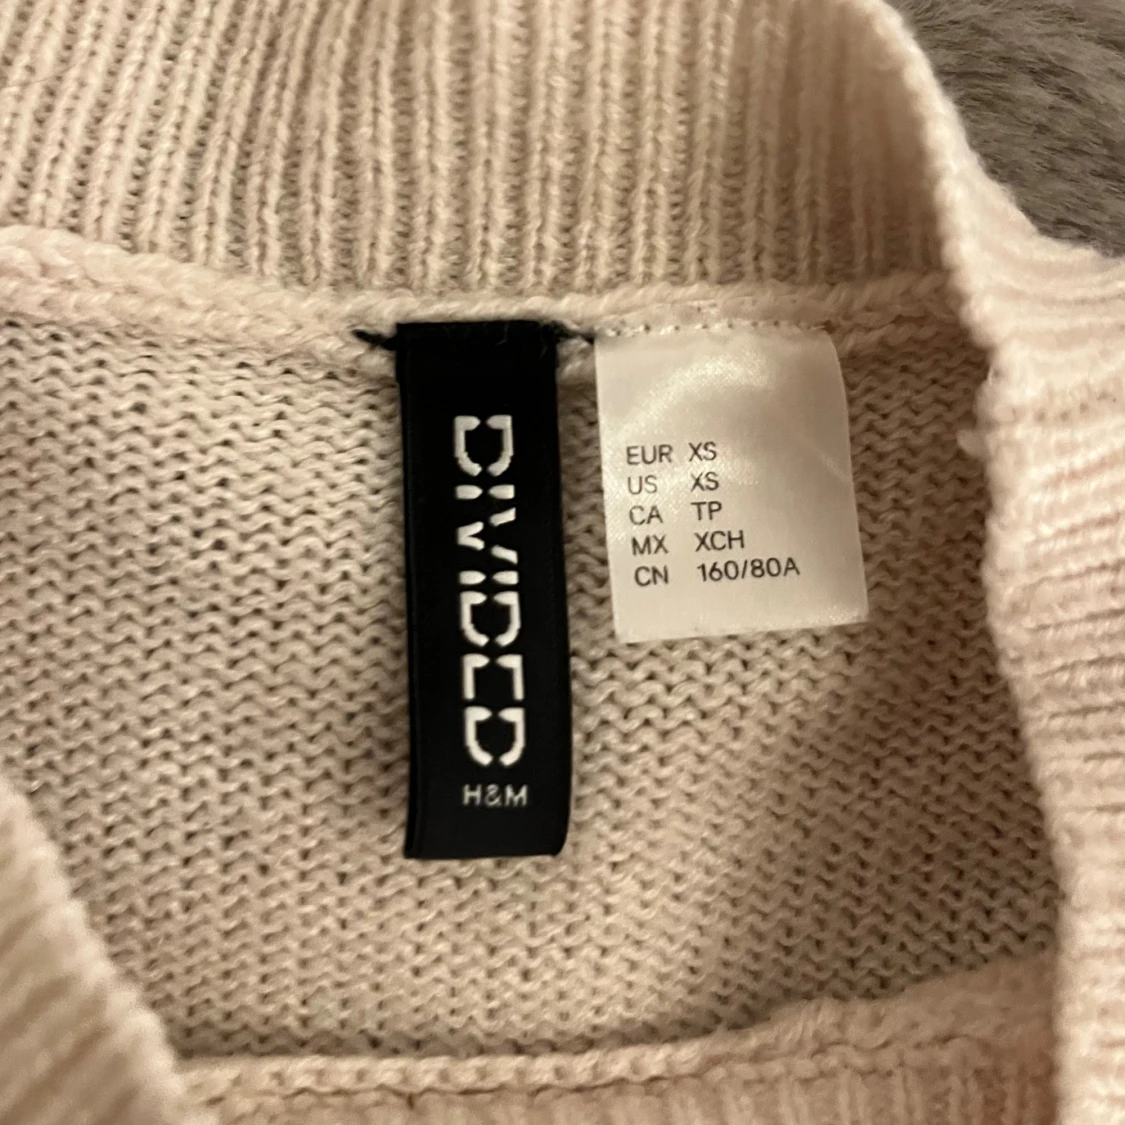 DIVIDED
H&M
EUR XS
US XS
CA TP
MX XCH
CN 160/80A